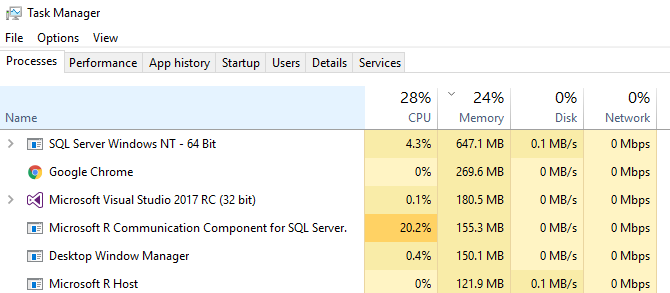 Task Manager
File Options View
Processes Performance App history Startup Users Details Services
28% 24% 0% 0%
Name CPU Memory Disk Network
SQL Server Windows NT - 64 Bit 4.3% 647.1 MB 0.1 MB/s 0 Mbps
Google Chrome 0% 269.6 MB 0 MB/s 0 Mbps
Microsoft Visual Studio 2017 RC (32 bit) 0.1% 180.5 MB 0 MB/s 0 Mbps
Microsoft R Communication Component for SQL Server. 20.2% 155.3 MB 0 MB/s 0 Mbps
Desktop Window Manager 0.4% 150.1 MB 0 MB/s 0 Mbps
Microsoft R Host 0% 121.9 MB 0.1 MB/s 0 Mbps